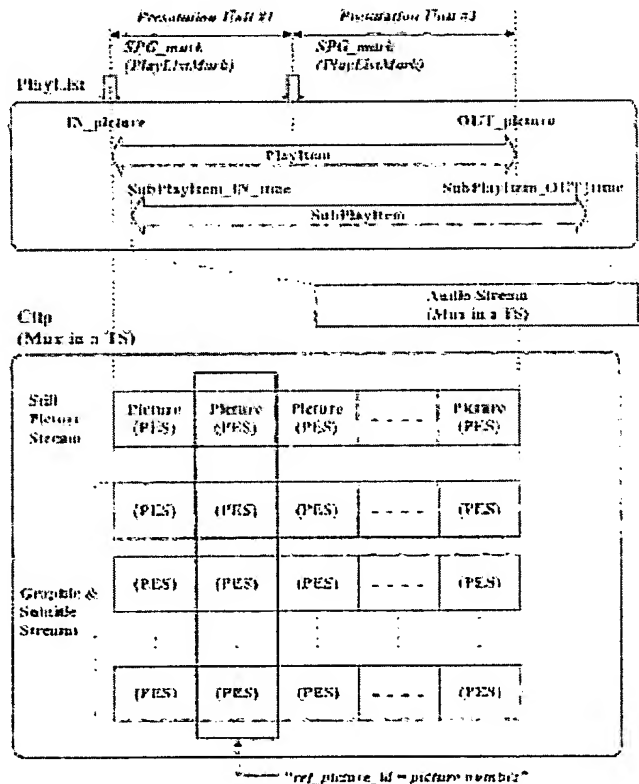 Presentation Unit #1 Presentation Unit #2
SPG_mark SPG_mark
(PlayListMark) (PlayListMark)
PlayList
IN_picture OUT_picture
PlayItem
SubPlayItem_IN_time SubPlayItem_OUT_time
SubPlayItem
Audio Stream
(Mux in a TS)
Clip
(Mux in a TS)
Still
Picture
Stream
Picture Picture Picture - - - - Picture
(PES) (PES) (PES) (PES)
(PES) (PES) (PES) - - - - (PES)
(PES) (PES) (PES) - - - - (PES)
Graphic &
Subtitle
Streams
(PES) (PES) (PES) - - - - (PES)
"ref_picture_id = picture number"